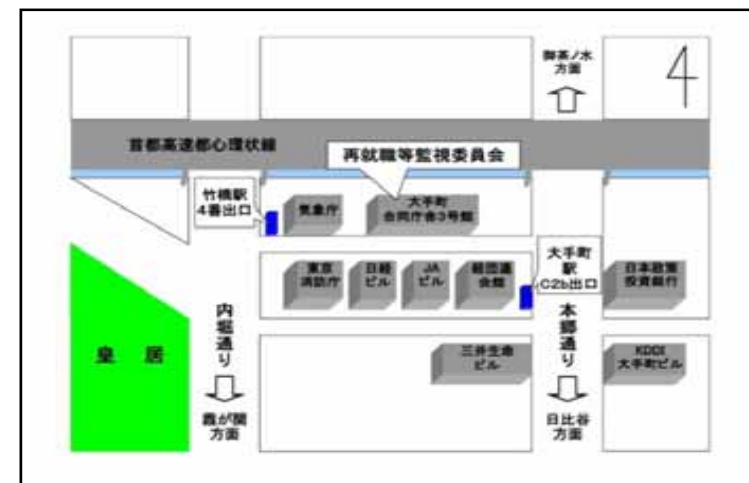 御茶ノ水
方面
首都高速都心環状線
再就職等監視委員会
竹橋駅
4番出口
気象庁
大手町
合同庁舎3号館
大手町
駅
C2b出口
東京
消防庁
日経
ビル
JA
ビル
経団連
会館
日本政策
投資銀行
内堀通り
本郷通り
皇居
三井生命
ビル
KDDI
大手町ビル
霞が関
方面
日比谷
方面